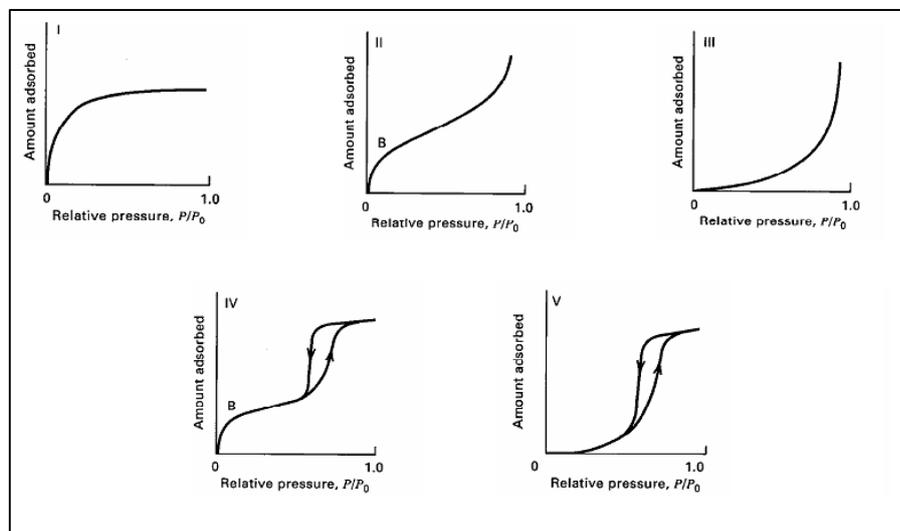 I
Amount adsorbed
0
1.0
Relative pressure, P/P0
II
Amount adsorbed
B
0
1.0
Relative pressure, P/P0
III
Amount adsorbed
0
1.0
Relative pressure, P/P0
IV
Amount adsorbed
B
0
1.0
Relative pressure, P/P0
V
Amount adsorbed
0
1.0
Relative pressure, P/P0